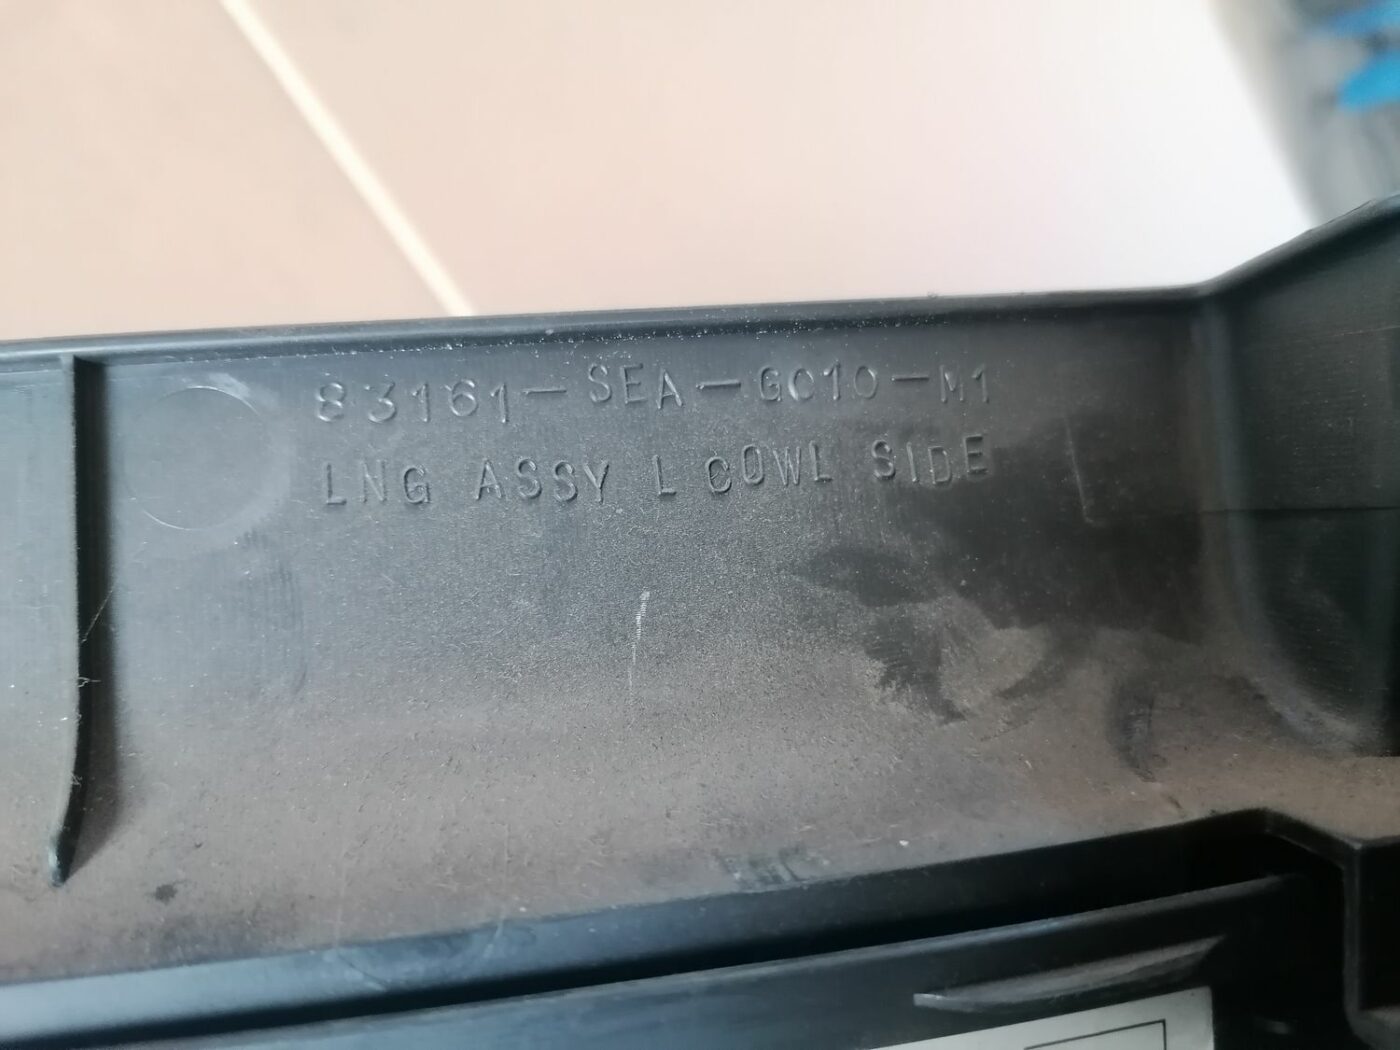 83161-SEA-G010-M1
LNG ASSY L COWL SIDE